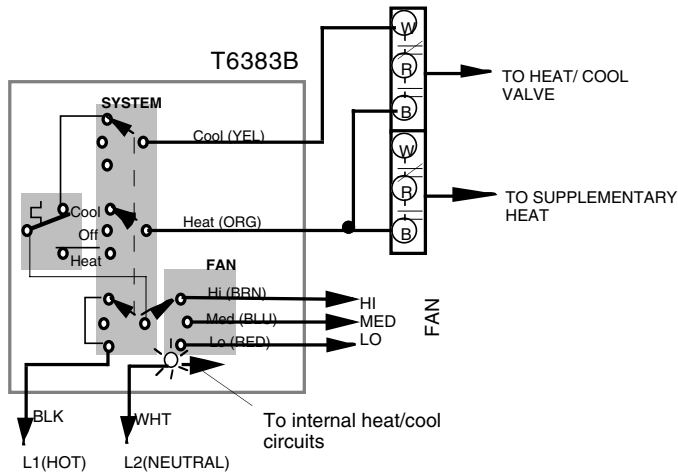 T6383B
SYSTEM
W
R
B
TO HEAT/ COOL
VALVE
Cool (YEL)
W
R
B
TO SUPPLEMENTARY
HEAT
Cool
Off
Heat
Heat (ORG)
FAN
Hi (BRN)
Med (BLU)
Lo (RED)
HI
MED
LO
FAN
BLK
WHT
To internal heat/cool
circuits
L1(HOT)
L2(NEUTRAL)